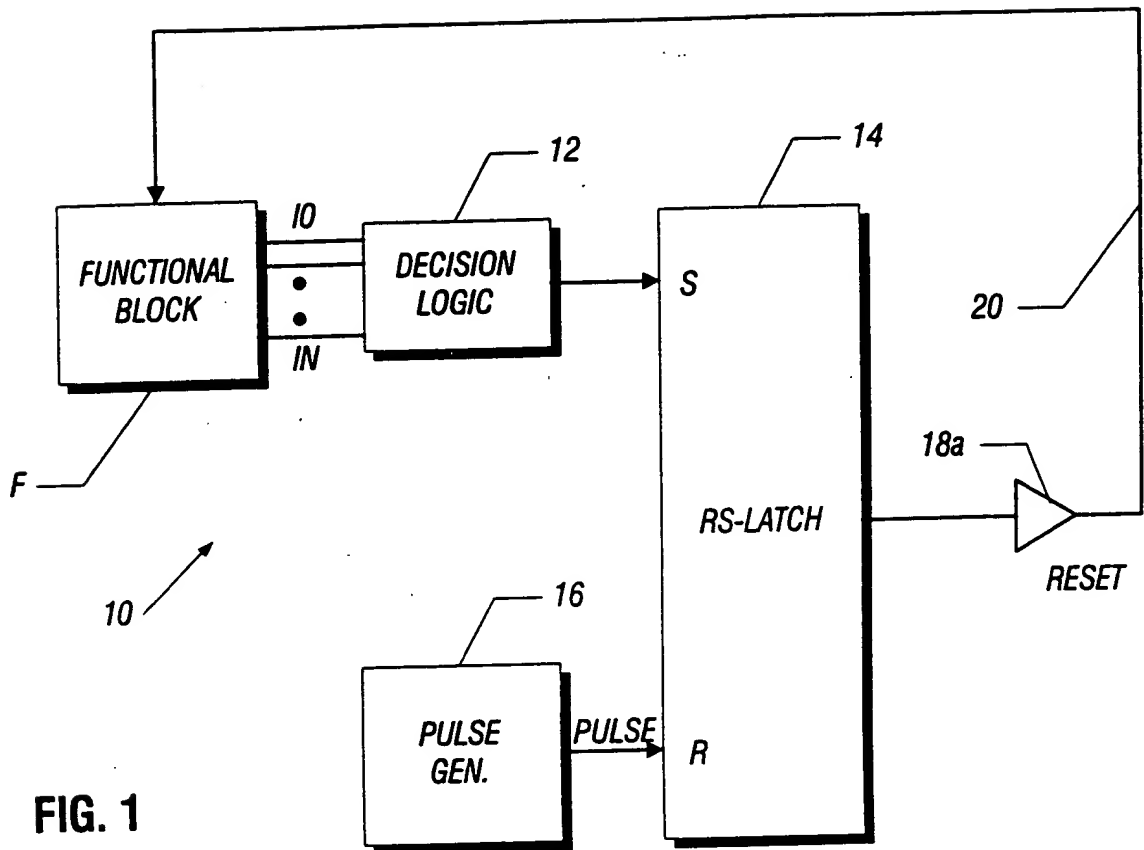 12
14
IO
FUNCTIONAL
BLOCK
DECISION
LOGIC
S
IN
20
18a
F
RS-LATCH
RESET
10
16
PULSE
GEN.
PULSE
R
FIG. 1